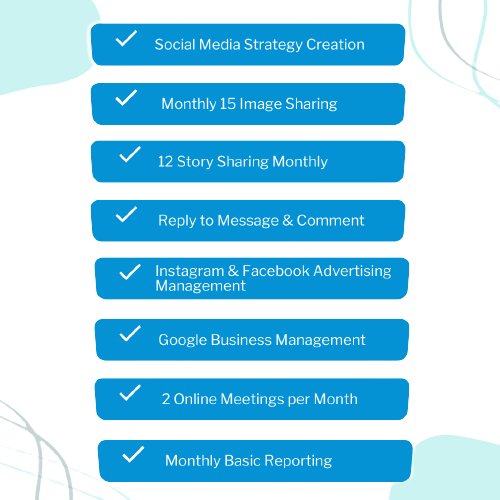 Social Media Strategy Creation
Monthly 15 Image Sharing
12 Story Sharing Monthly
Reply to Message & Comment
Instagram & Facebook Advertising
Management
Google Business Management
2 Online Meetings per Month
Monthly Basic Reporting